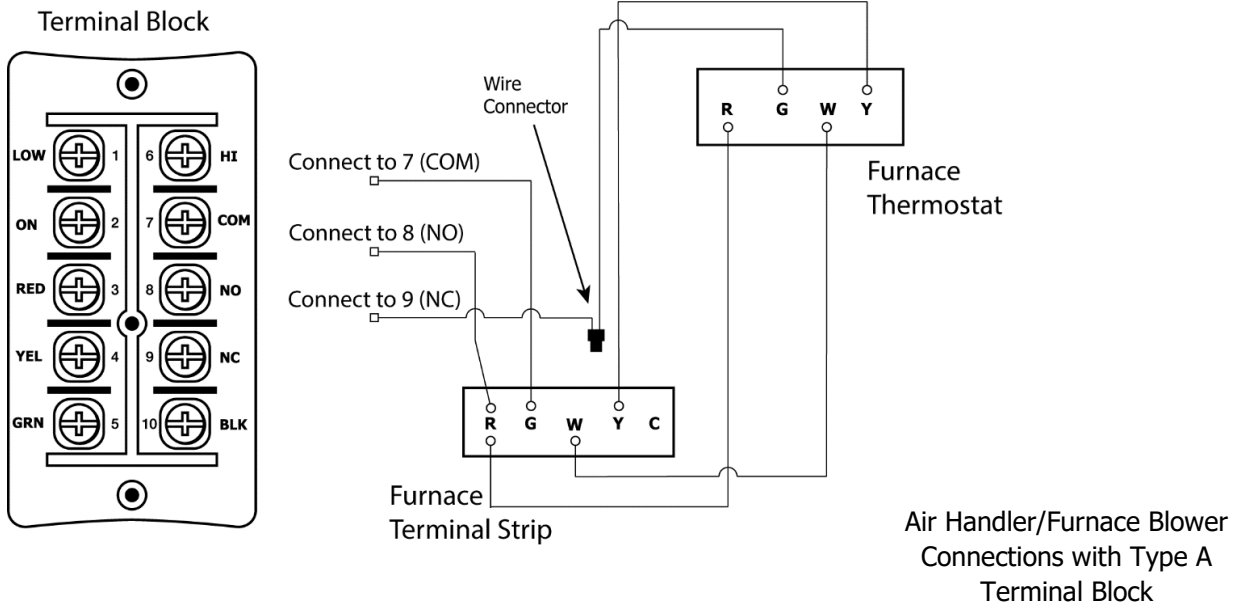 Terminal Block
LOW 1 6 HI
ON 2 7 COM
RED 3 8 NO
YEL 4 9 NC
GRN 5 10 BLK
Wire
Connector
Connect to 7 (COM)
Connect to 8 (NO)
Connect to 9 (NC)
R G W Y
Furnace
Thermostat
R G W Y C
Furnace
Terminal Strip
Air Handler/Furnace Blower
Connections with Type A
Terminal Block